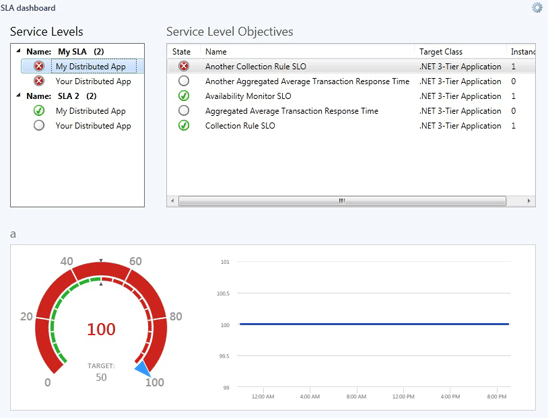 SLA dashboard
Service Levels
Name: My SLA (2)
My Distributed App
Your Distributed App
Name: SLA 2 (2)
My Distributed App
Your Distributed App
Service Level Objectives
State Name Target Class Instanc
Another Collection Rule SLO .NET 3-Tier Application 1
Another Aggregated Average Transaction Response Time .NET 3-Tier Application 0
Availability Monitor SLO .NET 3-Tier Application 1
Aggregated Average Transaction Response Time .NET 3-Tier Application 0
Collection Rule SLO .NET 3-Tier Application 1
a
40 60
20 80
100
TARGET:
50
0 100
101
100.5
100
99.5
99
12:00 AM 4:00 AM 8:00 AM 12:00 PM 4:00 PM 8:00 PM